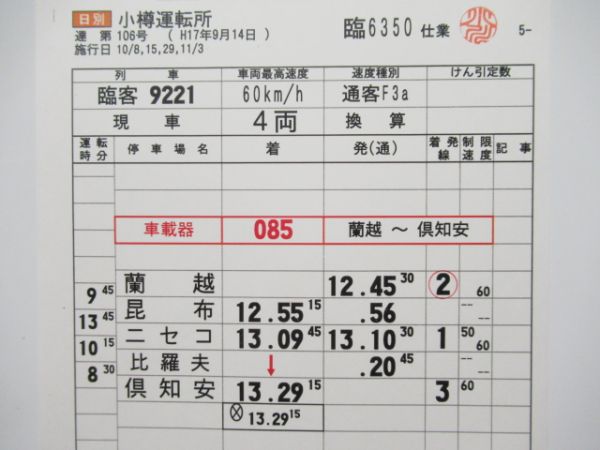 日別 小樽運転所
運 第 106号 ( H17年9月14日 )
施行日 10/8,15,29,11/3
臨6350 仕業
5-
列 車 車両最高速度 速度種別 けん引定数
臨客 9221 60km/h 通客F3a
現 車 4両 換 算
運転時分 停車場名 着 発(通) 着発線 制限速度 記事
車載器 085 蘭越 ～ 倶知安
蘭越 12.45 30 2 60
9 45
昆布 12.55 15 .56
13 45
ニセコ 13.09 45 13.10 30 1 50 60
10 15
比羅夫 ↓ .20 45
8 30
倶知安 13.29 15 3 60
⊗ 13.29 15